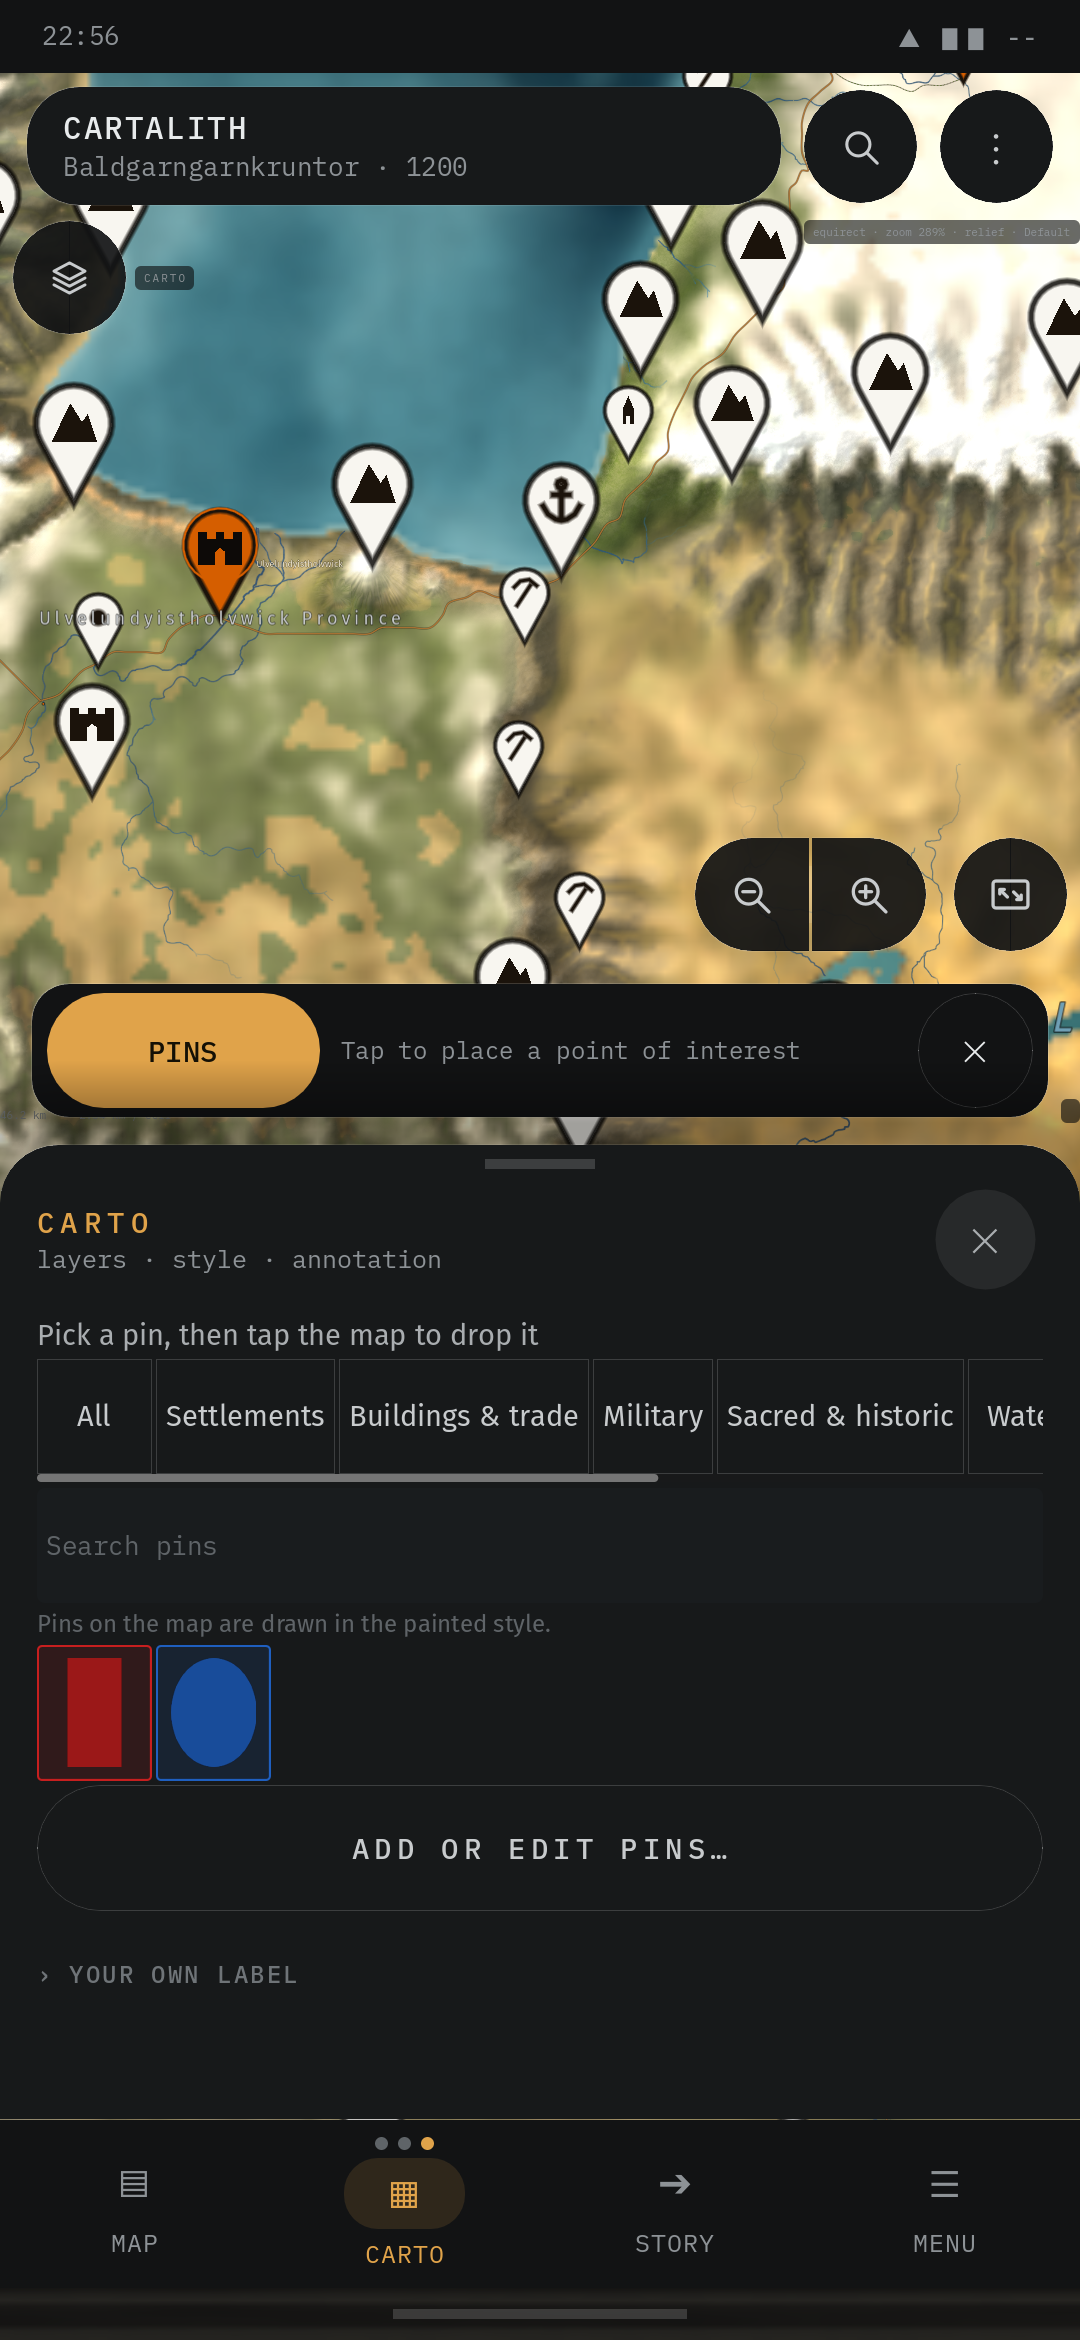 22:56
--
CARTALITH
Baldgarngarnkruntor · 1200
equirect · zoom 289% · relief · Default
CARTO
Ulvelundyistholvwick
Ulvelundyistholvwick Province
L
PINS
Tap to place a point of interest
km
CARTO
layers · style · annotation
Pick a pin, then tap the map to drop it
All
Settlements
Buildings & trade
Military
Sacred & historic
Wate
Search pins
Pins on the map are drawn in the painted style.
ADD OR EDIT PINS…
› YOUR OWN LABEL
MAP
CARTO
STORY
MENU